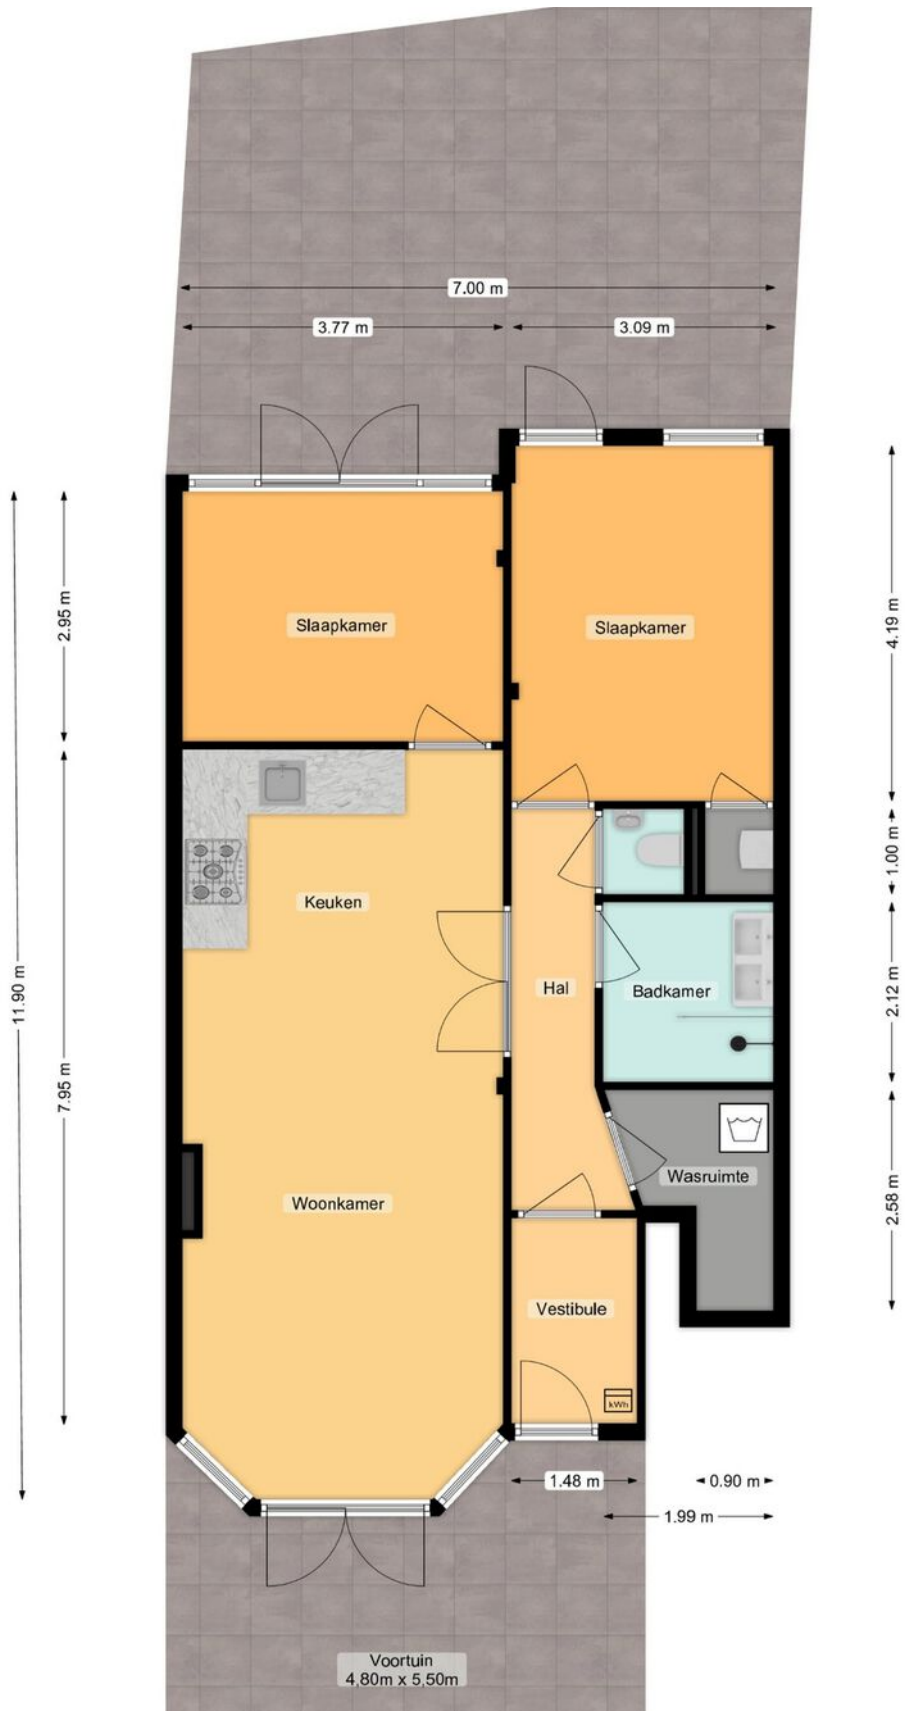 7.00 m
3.77 m
3.09 m
2.95 m
4.19 m
Slaapkamer
Slaapkamer
1.00 m
Keuken
11.90 m
7.95 m
Hal
Badkamer
2.12 m
Wasruimte
Woonkamer
2.58 m
Vestibule
kWh
1.48 m
0.90 m
1.99 m
Voortuin
4,80m x 5,50m